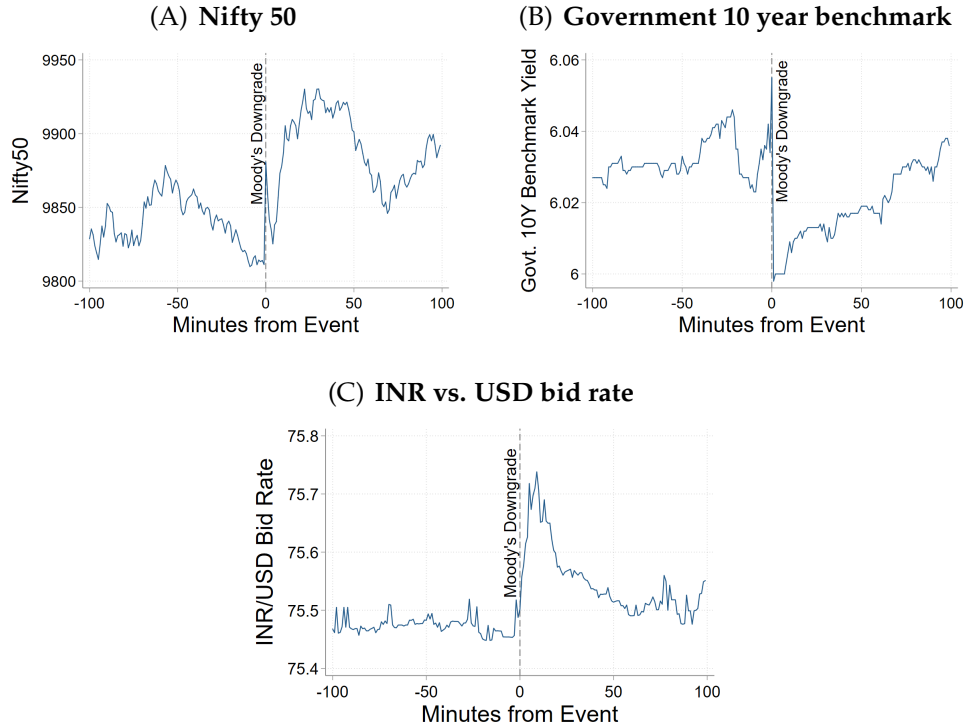 (A) Nifty 50
9950
9900
9850
9800
Nifty50
Moody's Downgrade
-100 -50 0 50 100
Minutes from Event
(B) Government 10 year benchmark
6.06
6.04
6.02
6
Govt. 10Y Benchmark Yield
Moody's Downgrade
-100 -50 0 50 100
Minutes from Event
(C) INR vs. USD bid rate
75.8
75.7
75.6
75.5
75.4
INR/USD Bid Rate
Moody's Downgrade
-100 -50 0 50 100
Minutes from Event